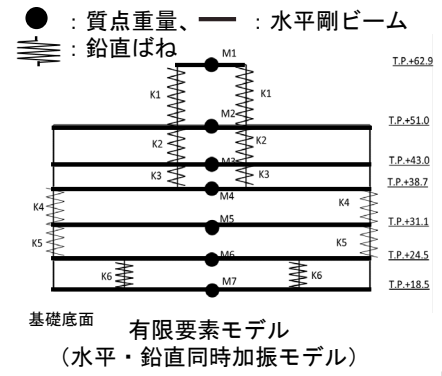 ：質点重量、　：水平剛ビーム
：鉛直ばね
M1
T.P.+62.9
K1 K1
M2
T.P.+51.0
K2 K2
M3
T.P.+43.0
K3 K3
T.P.+38.7
M4
K4 K4
M5
T.P.+31.1
K5 K5
M6
T.P.+24.5
K6 K6
M7
T.P.+18.5
基礎底面
有限要素モデル
（水平・鉛直同時加振モデル）